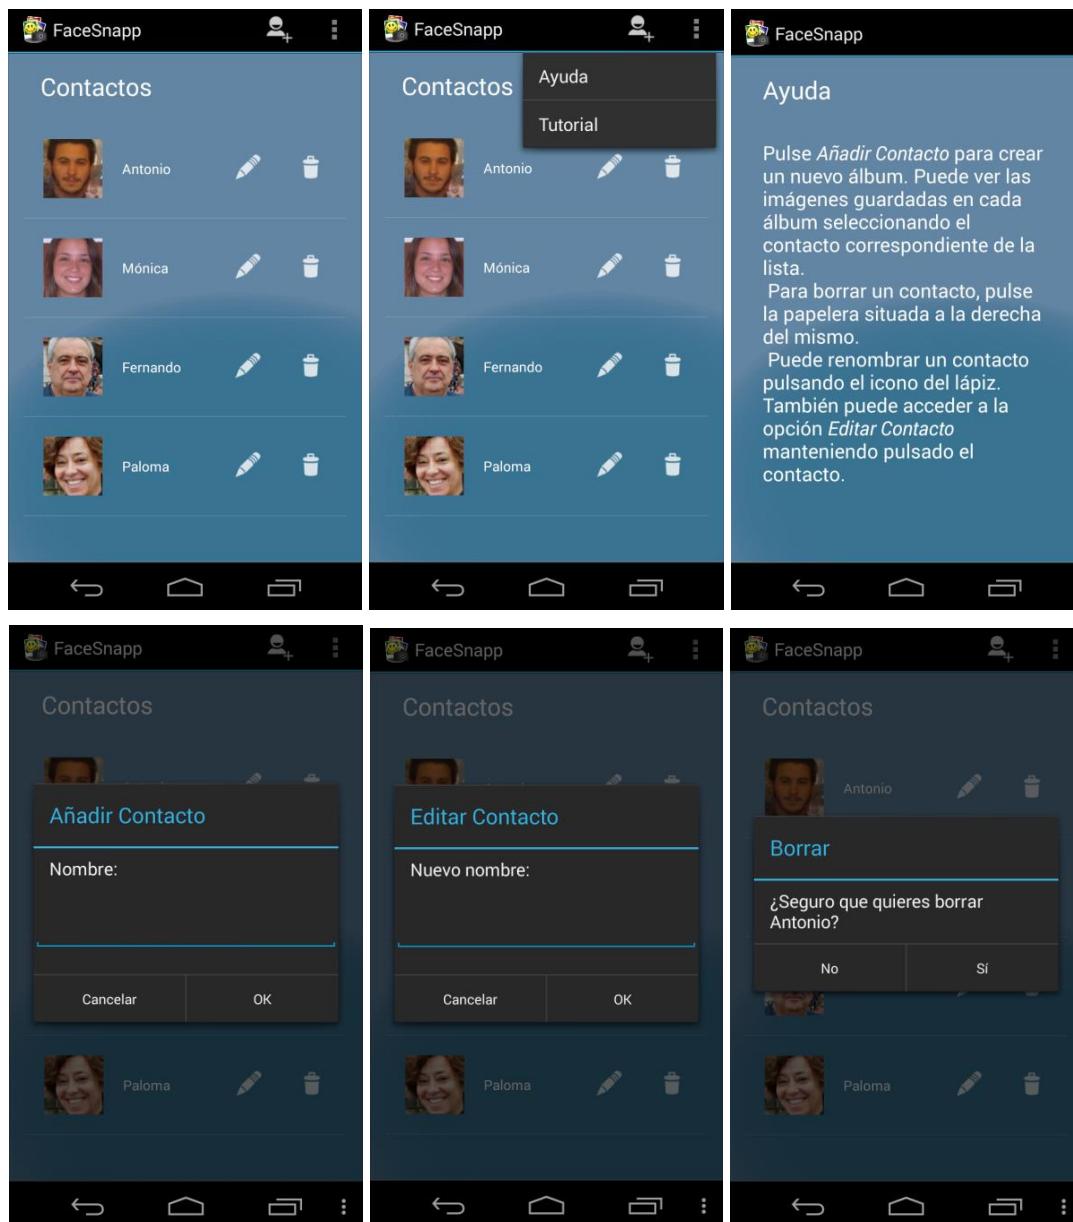 FaceSnapp
Contactos
Antonio
Mónica
Fernando
Paloma
FaceSnapp
Contactos
Ayuda
Tutorial
Antonio
Mónica
Fernando
Paloma
FaceSnapp
Ayuda
Pulse Añadir Contacto para crear
un nuevo álbum. Puede ver las
imágenes guardadas en cada
álbum seleccionando el
contacto correspondiente de la
lista.
Para borrar un contacto, pulse
la papelera situada a la derecha
del mismo.
Puede renombrar un contacto
pulsando el icono del lápiz.
También puede acceder a la
opción Editar Contacto
manteniendo pulsado el
contacto.
FaceSnapp
Contactos
Añadir Contacto
Nombre:
Cancelar OK
Paloma
FaceSnapp
Contactos
Editar Contacto
Nuevo nombre:
Cancelar OK
Paloma
FaceSnapp
Contactos
Antonio
Borrar
¿Seguro que quieres borrar
Antonio?
No Sí
Paloma